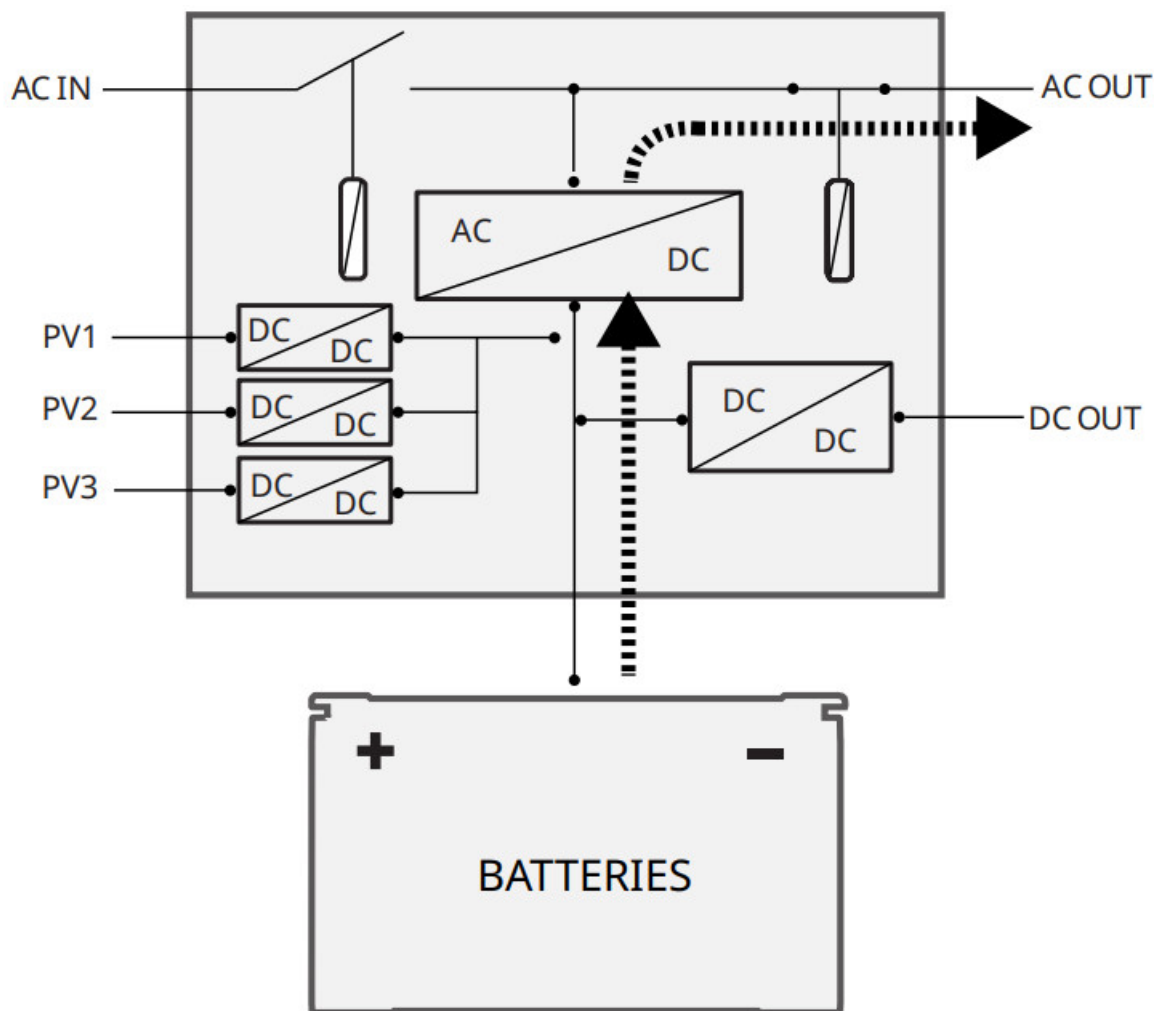 AC IN
AC OUT
AC
DC
PV1
DC
DC
PV2
DC
DC
PV3
DC
DC
DC
DC
DC OUT
+
−
BATTERIES